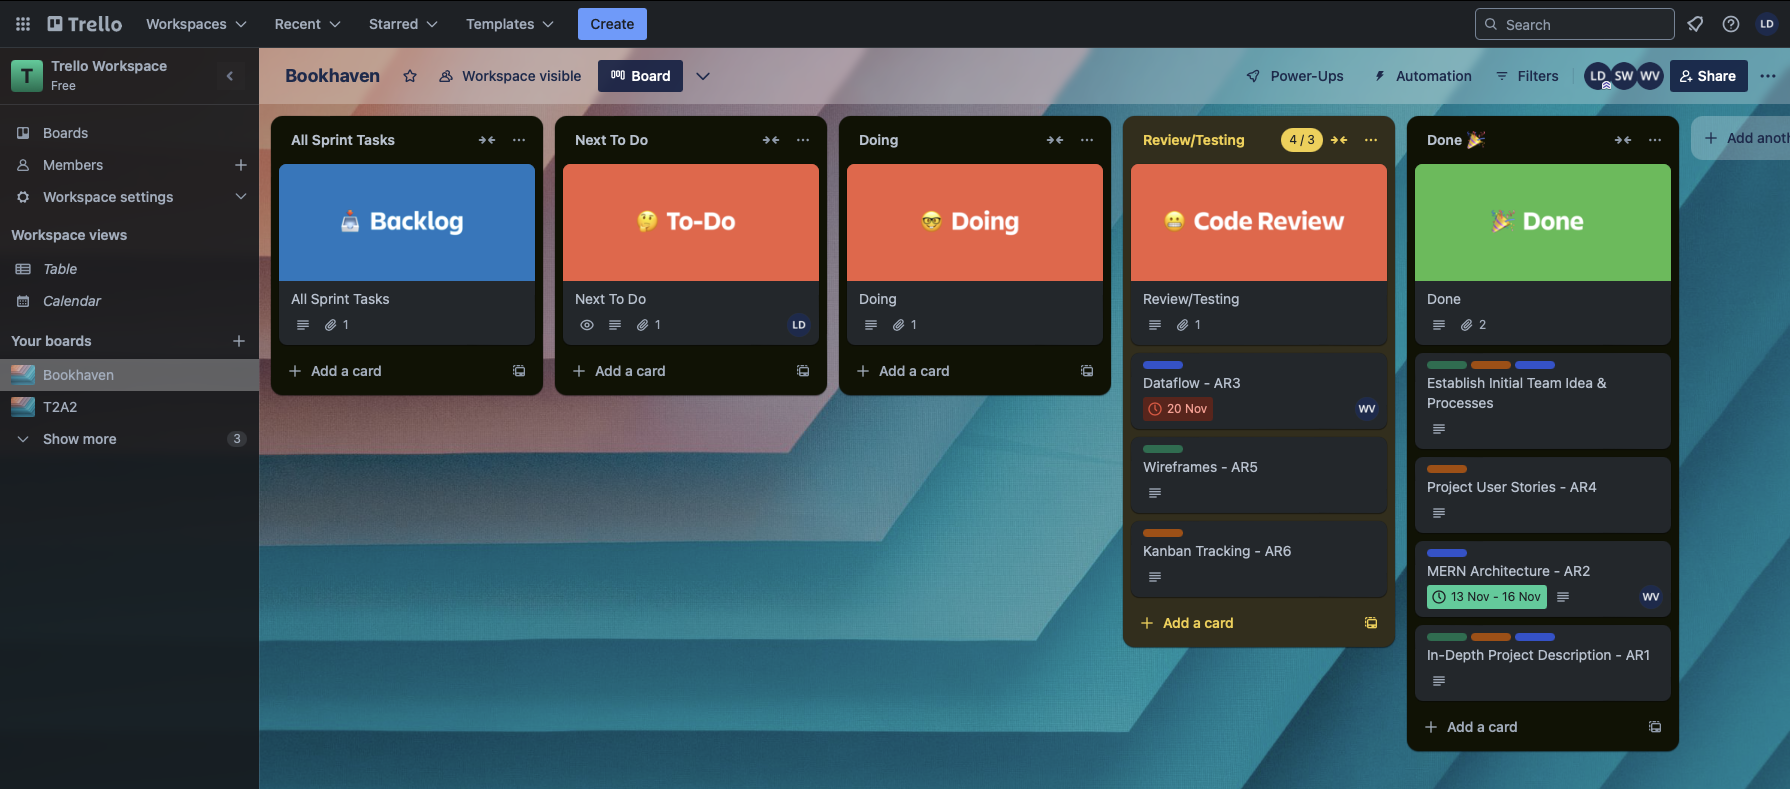 Trello
Workspaces
Recent
Starred
Templates
Create
Search
LD
T
Trello Workspace
Free
Boards
Members
Workspace settings
Workspace views
Table
Calendar
Your boards
Bookhaven
T2A2
Show more
3
Bookhaven
Workspace visible
Board
Power-Ups
Automation
Filters
LD
SW
WV
Share
All Sprint Tasks
Backlog
All Sprint Tasks
1
Add a card
Next To Do
To-Do
Next To Do
1
LD
Add a card
Doing
Doing
Doing
1
Add a card
Review/Testing
4 / 3
Code Review
Review/Testing
1
Dataflow - AR3
20 Nov
WV
Wireframes - AR5
Kanban Tracking - AR6
Add a card
Done 🎉
Done
Done
2
Establish Initial Team Idea &
Processes
Project User Stories - AR4
MERN Architecture - AR2
13 Nov - 16 Nov
WV
In-Depth Project Description - AR1
Add a card
Add anot